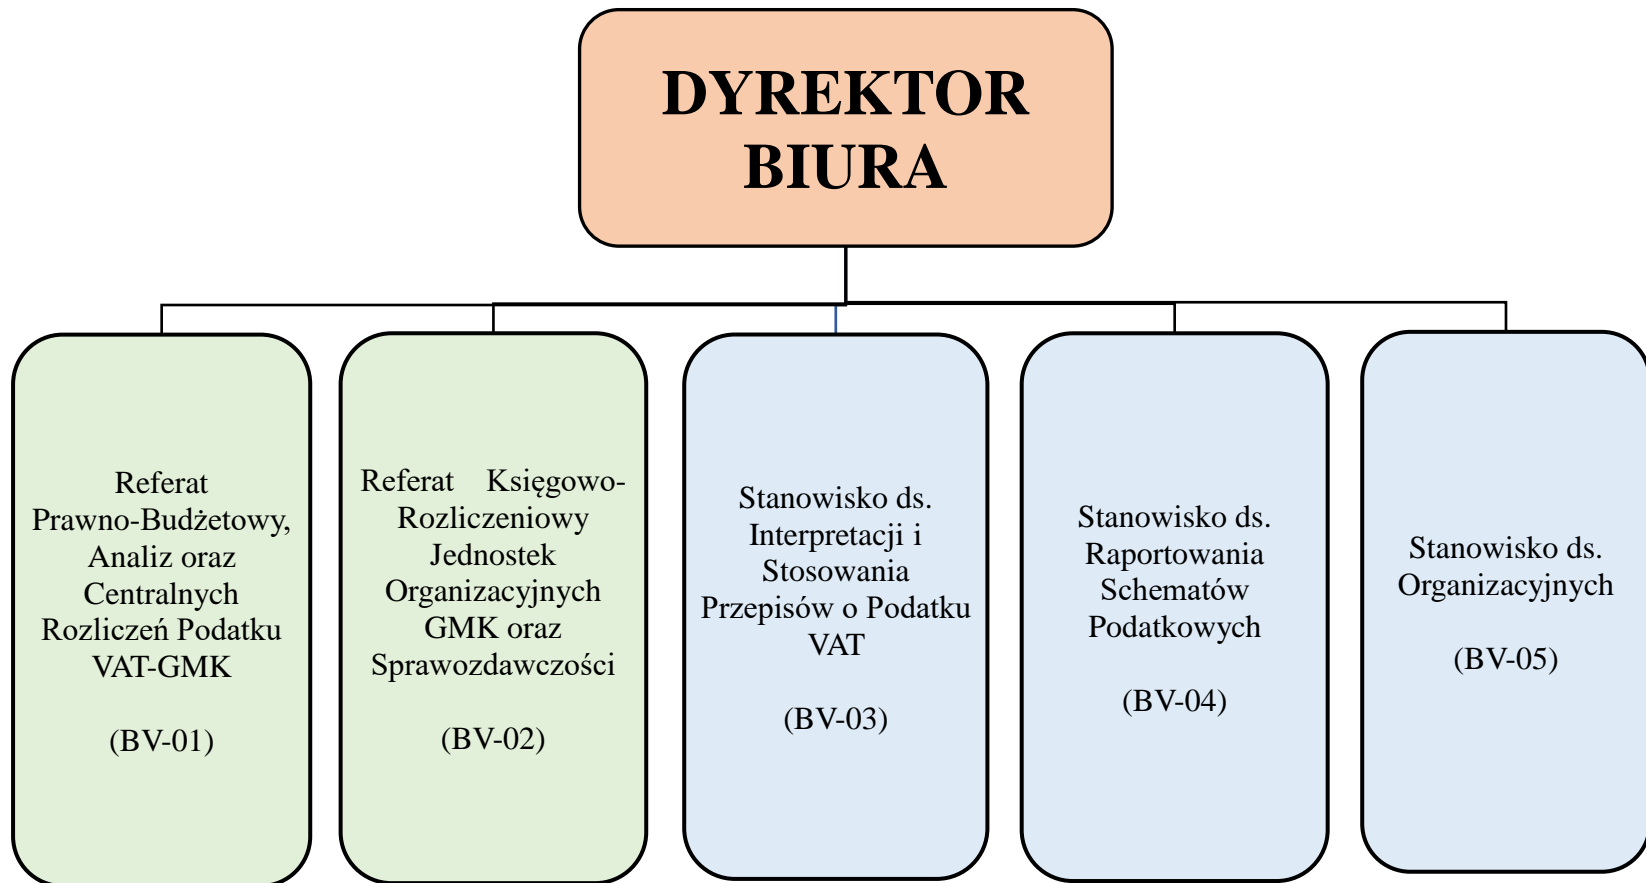 DYREKTOR
BIURA
Referat
Prawno-Budżetowy,
Analiz oraz
Centralnych
Rozliczeń Podatku
VAT-GMK
(BV-01)
Referat Księgowo-
Rozliczeniowy
Jednostek
Organizacyjnych
GMK oraz
Sprawozdawczości
(BV-02)
Stanowisko ds.
Interpretacji i
Stosowania
Przepisów o Podatku
VAT
(BV-03)
Stanowisko ds.
Raportowania
Schematów
Podatkowych
(BV-04)
Stanowisko ds.
Organizacyjnych
(BV-05)